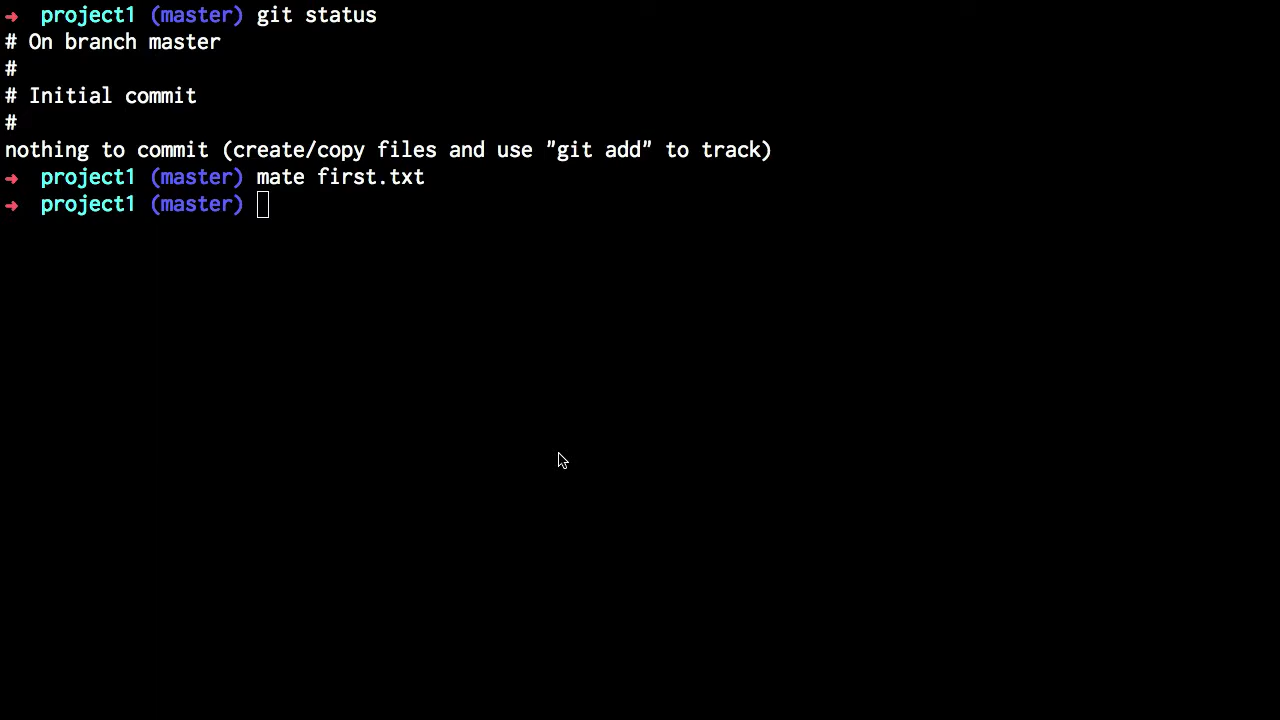 ➜  project1 (master) git status
# On branch master
#
# Initial commit
#
nothing to commit (create/copy files and use "git add" to track)
➜  project1 (master) mate first.txt
➜  project1 (master)